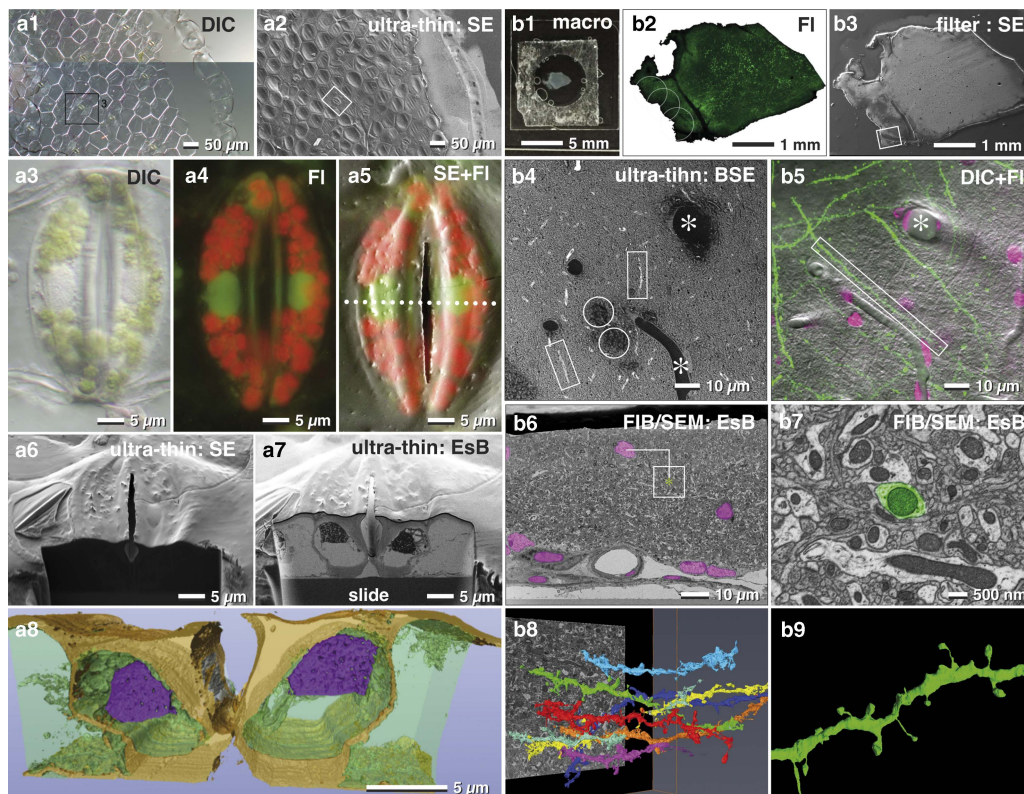 a1 DIC
3
50 µm
a2 ultra-thin: SE
50 µm
b1 macro
5 mm
b2 Fl
1 mm
b3 filter : SE
1 mm
a3 DIC
5 µm
a4 Fl
5 µm
a5 SE+Fl
5 µm
b4 ultra-tihn: BSE
*
*
10 µm
b5 DIC+Fl
*
10 µm
a6 ultra-thin: SE
5 µm
a7 ultra-thin: EsB
5 µm
slide
b6 FIB/SEM: EsB
10 µm
b7 FIB/SEM: EsB
500 nm
a8
5 µm
b8
b9